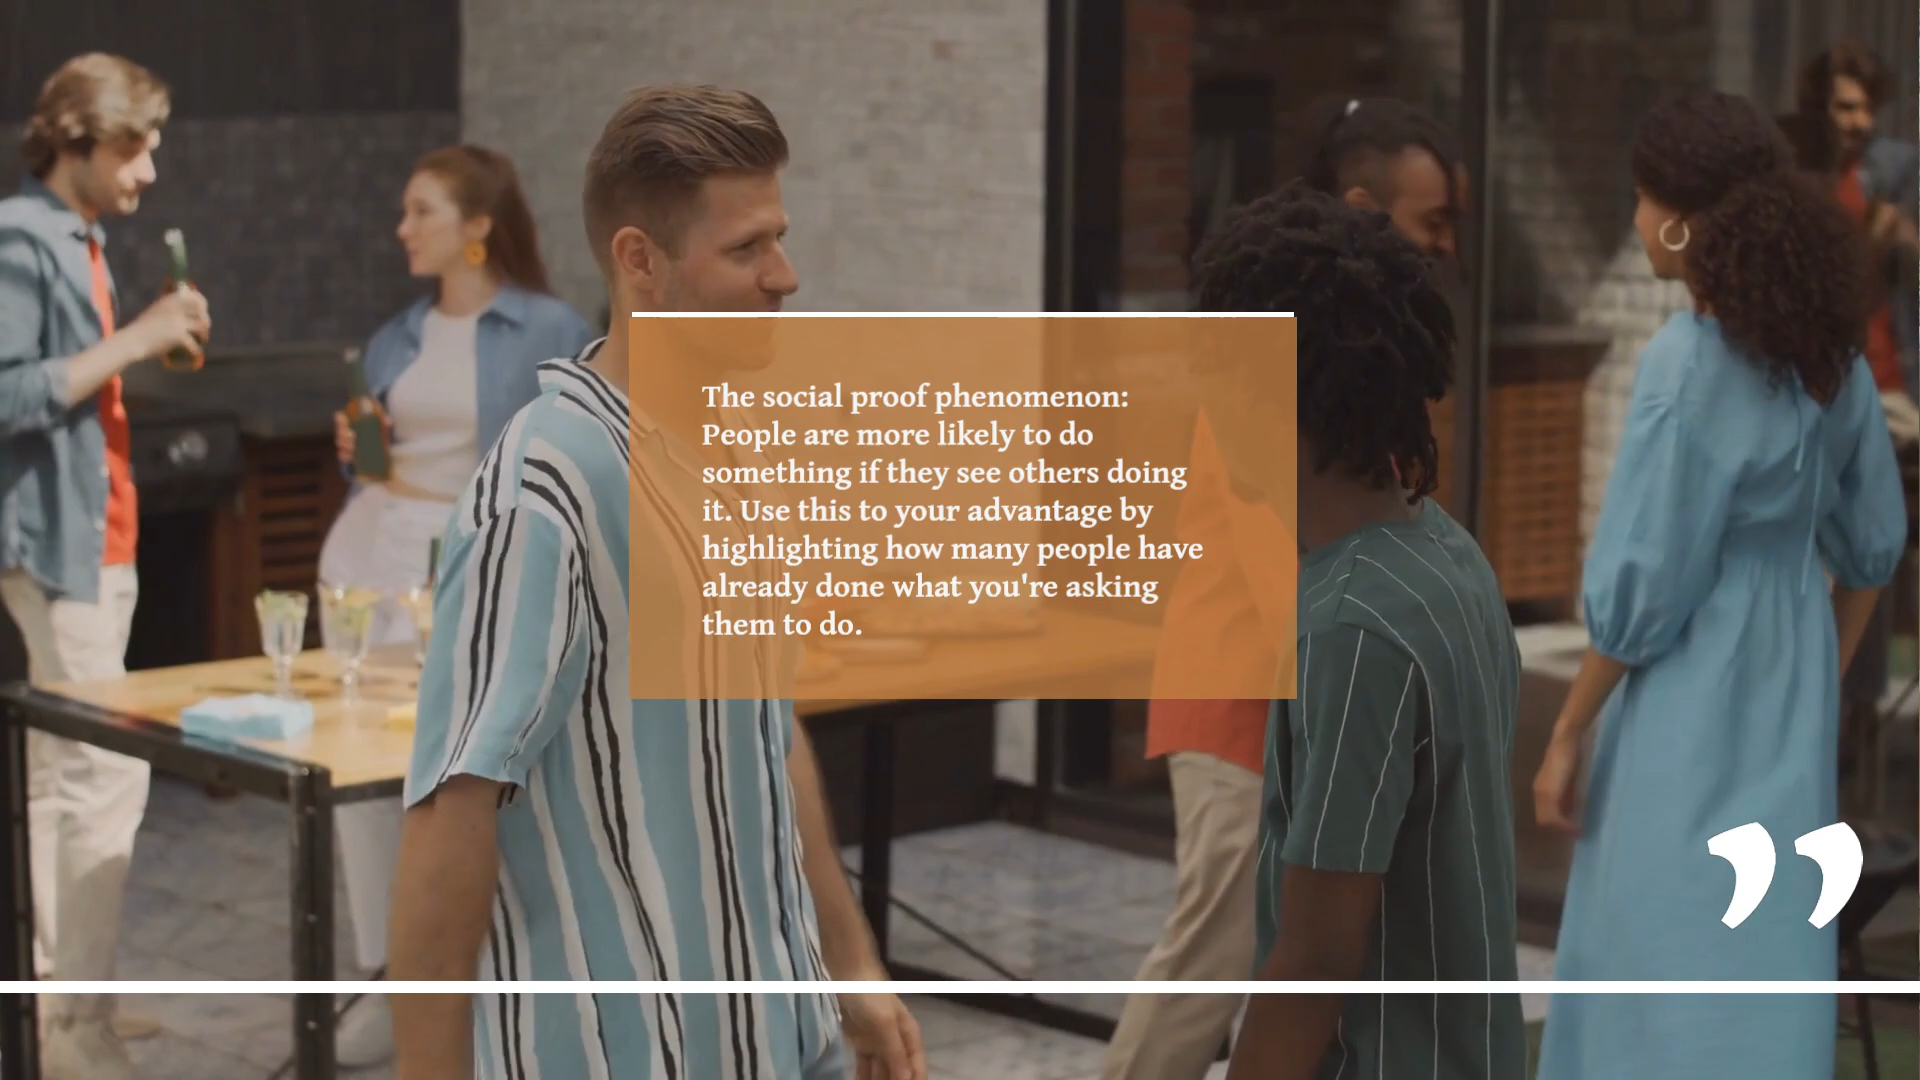 The social proof phenomenon:
People are more likely to do
something if they see others doing
it. Use this to your advantage by
highlighting how many people have
already done what you're asking
them to do.
”